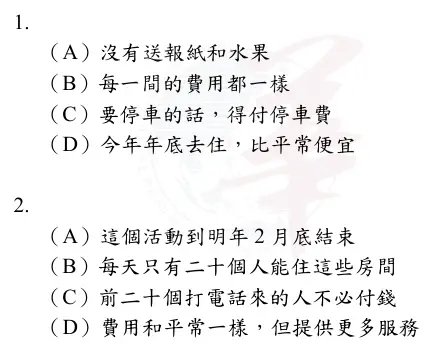 1.
（A）沒有送報紙和水果
（B）每一間的費用都一樣
（C）要停車的話，得付停車費
（D）今年年底去住，比平常便宜
2.
（A）這個活動到明年 2 月底結束
（B）每天只有二十個人能住這些房間
（C）前二十個打電話來的人不必付錢
（D）費用和平常一樣，但提供更多服務